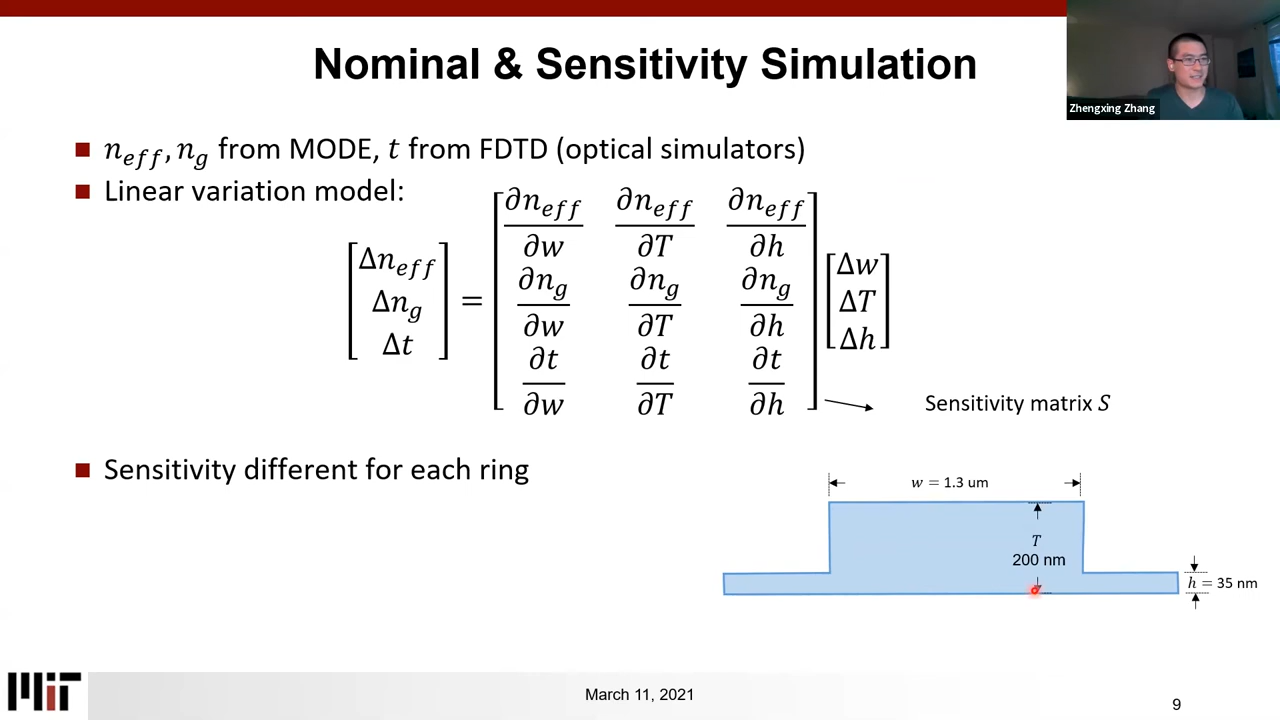 Nominal & Sensitivity Simulation
Zhengxing Zhang
■ n_eff, n_g from MODE, t from FDTD (optical simulators)
■ Linear variation model:
[Δn_eff; Δn_g; Δt] = [∂n_eff/∂w ∂n_eff/∂T ∂n_eff/∂h; ∂n_g/∂w ∂n_g/∂T ∂n_g/∂h; ∂t/∂w ∂t/∂T ∂t/∂h] [Δw; ΔT; Δh]
Sensitivity matrix S
■ Sensitivity different for each ring
w = 1.3 um
T
200 nm
h = 35 nm
MIT
March 11, 2021
9